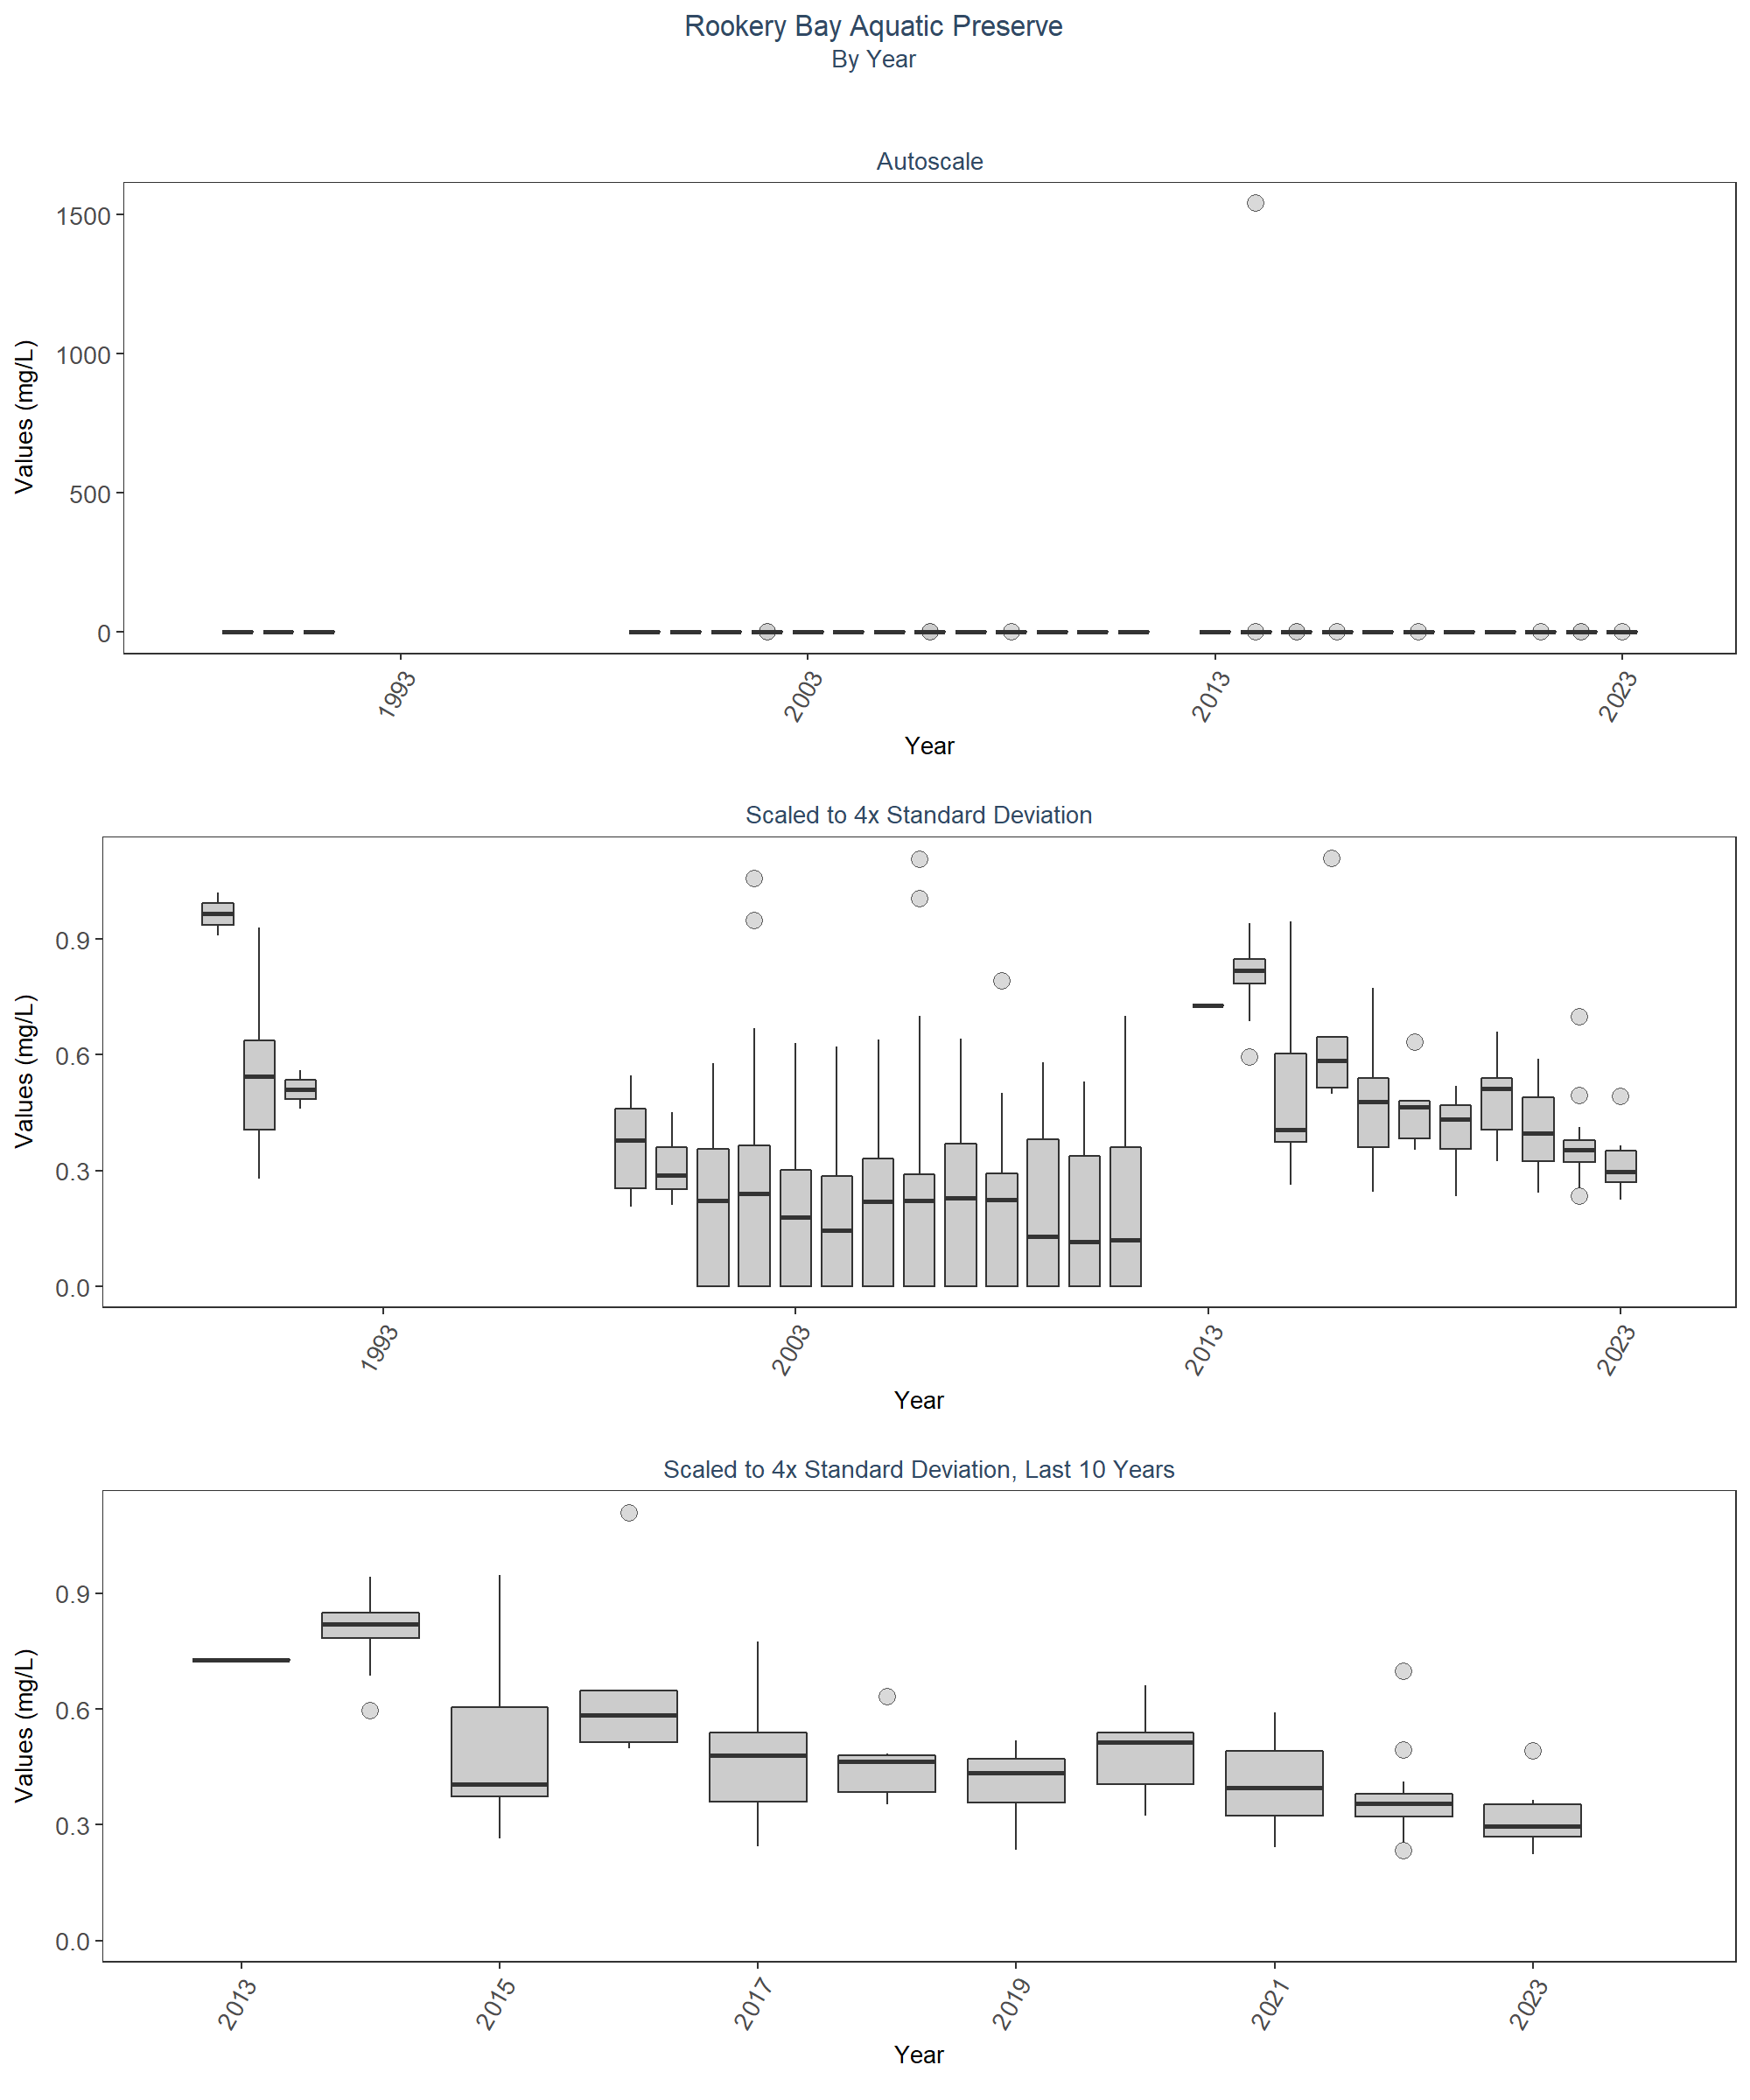 Rookery Bay Aquatic Preserve
By Year
Autoscale
Values (mg/L)
1500
1000
500
0
1993
2003
2013
2023
Year
Scaled to 4x Standard Deviation
Values (mg/L)
0.9
0.6
0.3
0.0
1993
2003
2013
2023
Year
Scaled to 4x Standard Deviation, Last 10 Years
Values (mg/L)
0.9
0.6
0.3
0.0
2013
2015
2017
2019
2021
2023
Year